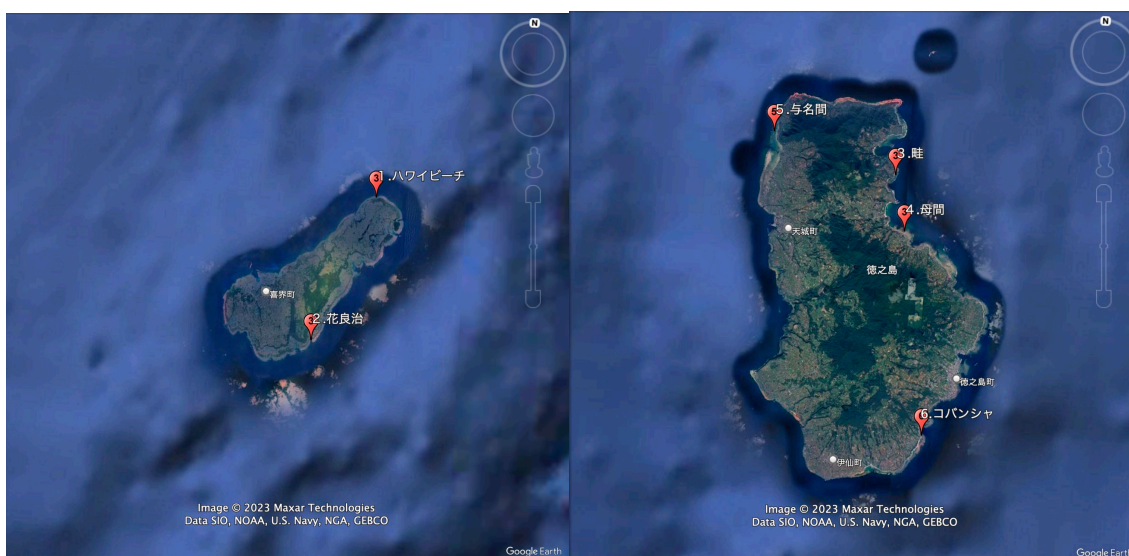 N
1.ハワイビーチ
喜界町
2.花良治
Image © 2023 Maxar Technologies
Data SIO, NOAA, U.S. Navy, NGA, GEBCO
Google Earth
N
5.与名間
3.畦
4.母間
天城町
徳之島
徳之島町
6.コバンシャ
伊仙町
Image © 2023 Maxar Technologies
Data SIO, NOAA, U.S. Navy, NGA, GEBCO
Google Earth